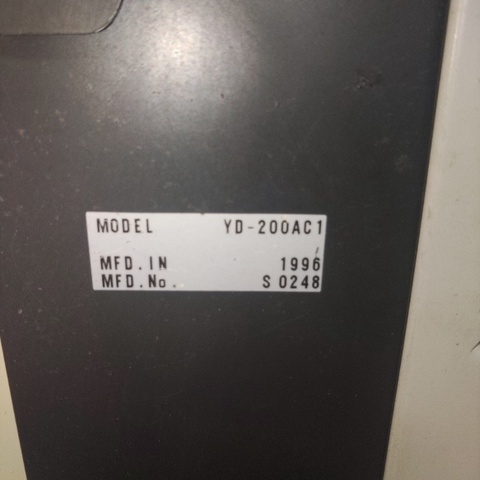 MODEL YD-200AC1
MFD.IN 1996
MFD.No. S 0248